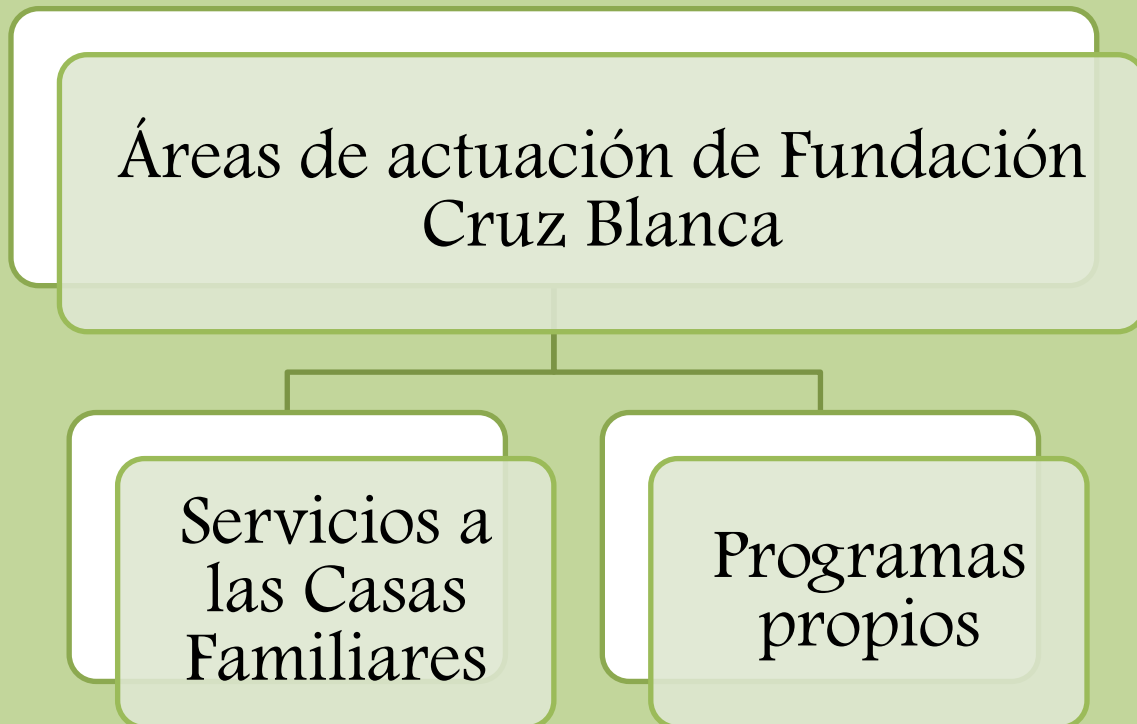 Áreas de actuación de Fundación
Cruz Blanca
Servicios a
las Casas
Familiares
Programas
propios